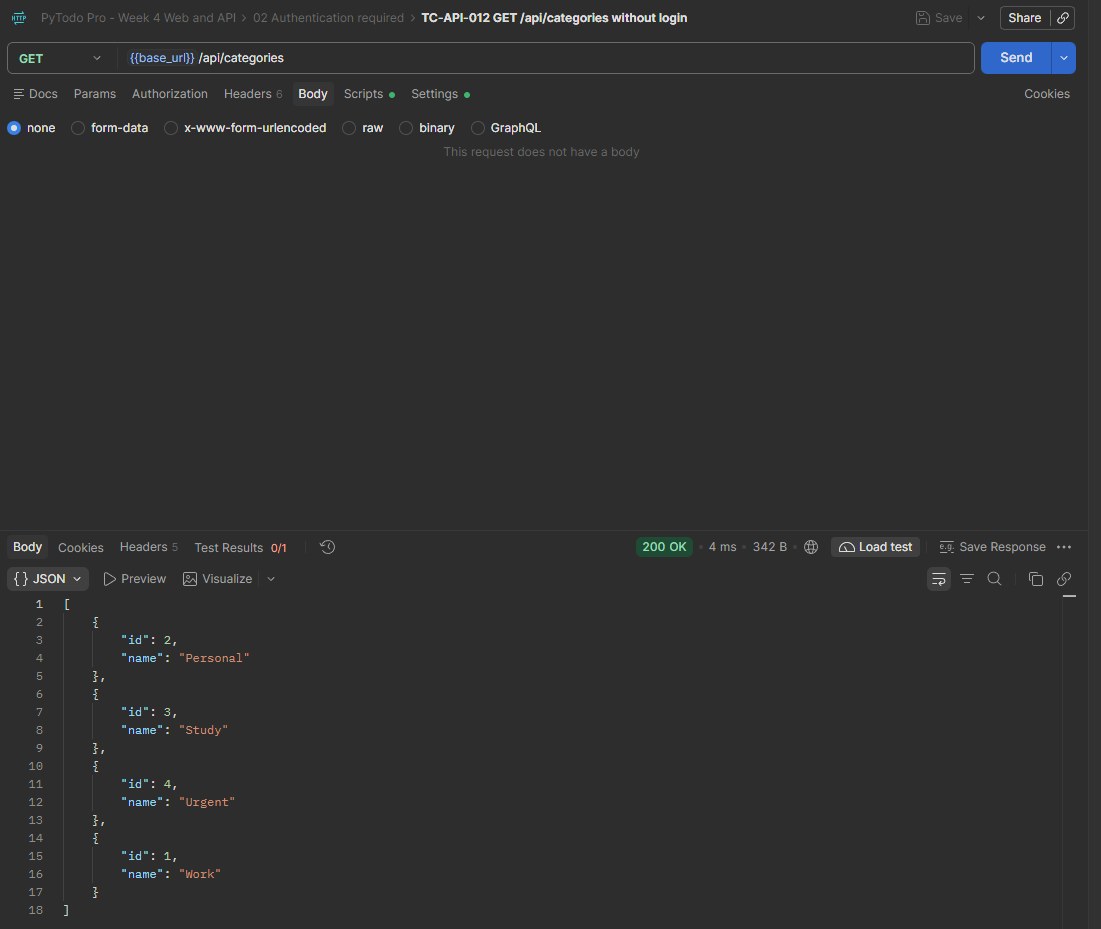 HTTP PyTodo Pro - Week 4 Web and API > 02 Authentication required > TC-API-012 GET /api/categories without login Save Share
GET {{base_url}} /api/categories Send
Docs Params Authorization Headers 6 Body Scripts Settings Cookies
none form-data x-www-form-urlencoded raw binary GraphQL
This request does not have a body
Body Cookies Headers 5 Test Results 0/1 200 OK • 4 ms • 342 B • Load test e.g. Save Response
{} JSON Preview Visualize
1 [
2 {
3 "id": 2,
4 "name": "Personal"
5 },
6 {
7 "id": 3,
8 "name": "Study"
9 },
10 {
11 "id": 4,
12 "name": "Urgent"
13 },
14 {
15 "id": 1,
16 "name": "Work"
17 }
18 ]